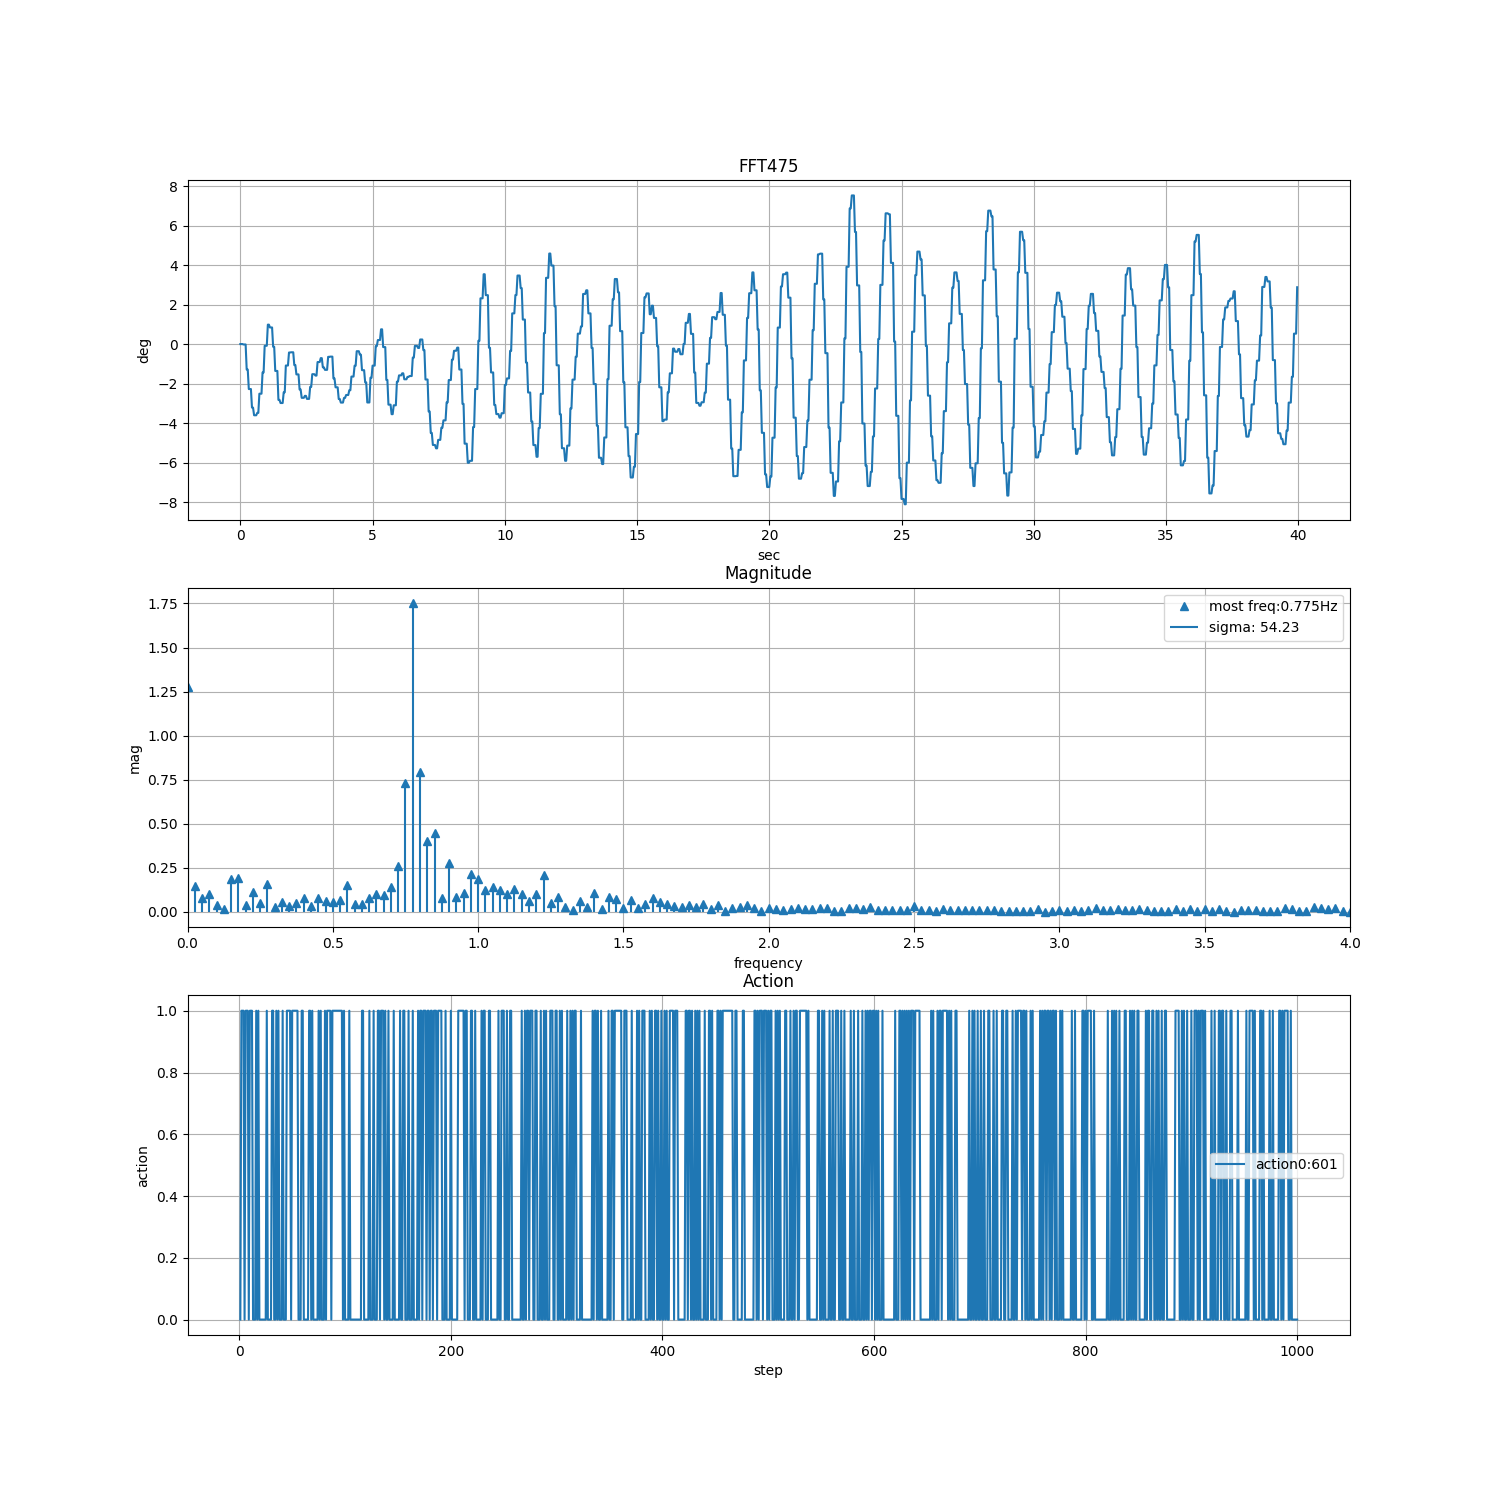 FFT475
8
6
4
2
0
−2
−4
−6
−8
deg
0 5 10 15 20 25 30 35 40
sec
Magnitude
1.75
1.50
1.25
1.00
0.75
0.50
0.25
0.00
mag
most freq:0.775Hz
sigma: 54.23
0.0 0.5 1.0 1.5 2.0 2.5 3.0 3.5 4.0
frequency
Action
1.0
0.8
0.6
0.4
0.2
0.0
action
action0:601
0 200 400 600 800 1000
step